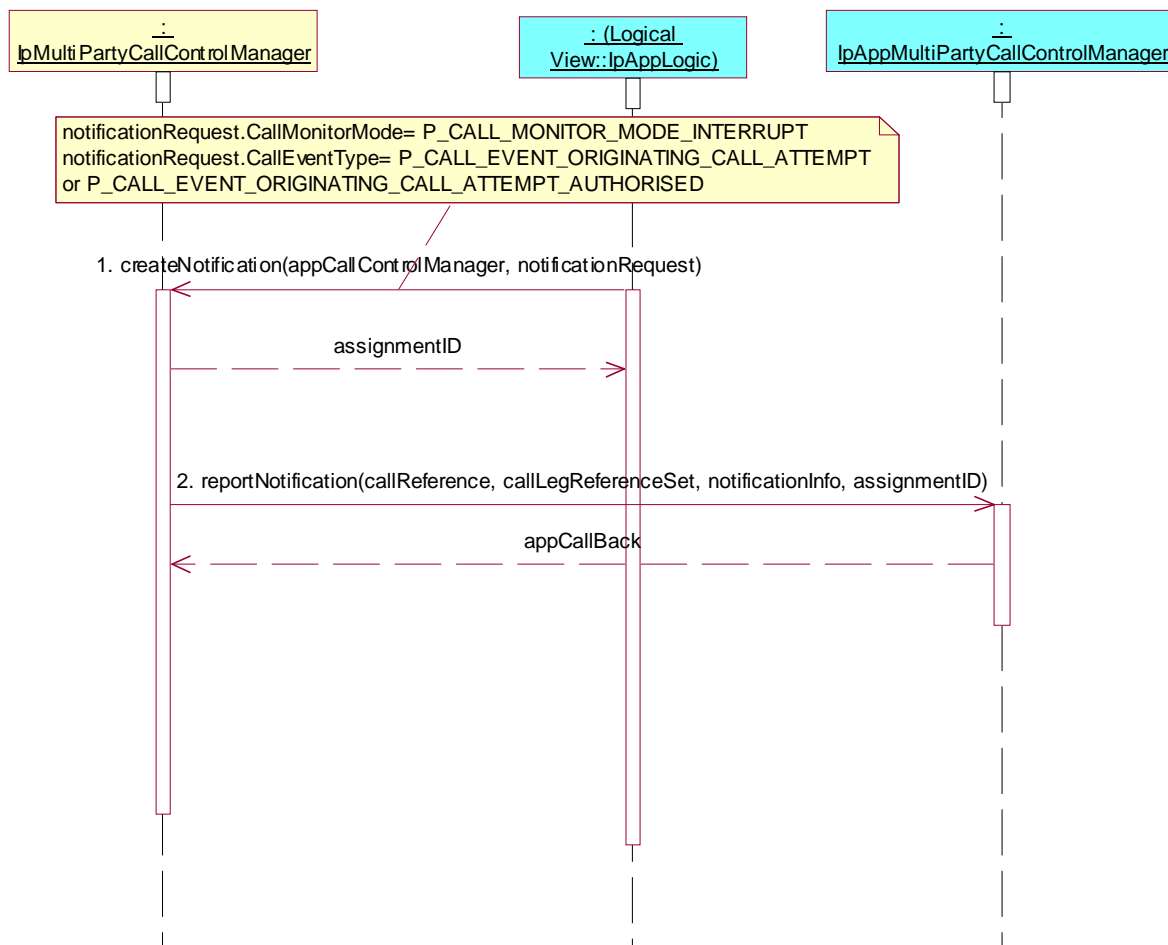 :
IpMultiPartyCallControlManager
: (Logical
View::IpAppLogic)
:
IpAppMultiPartyCallControlManager
notificationRequest.CallMonitorMode= P_CALL_MONITOR_MODE_INTERRUPT
notificationRequest.CallEventType= P_CALL_EVENT_ORIGINATING_CALL_ATTEMPT
or P_CALL_EVENT_ORIGINATING_CALL_ATTEMPT_AUTHORISED
1. createNotification(appCallControlManager, notificationRequest)
assignmentID
2. reportNotification(callReference, callLegReferenceSet, notificationInfo, assignmentID)
appCallBack